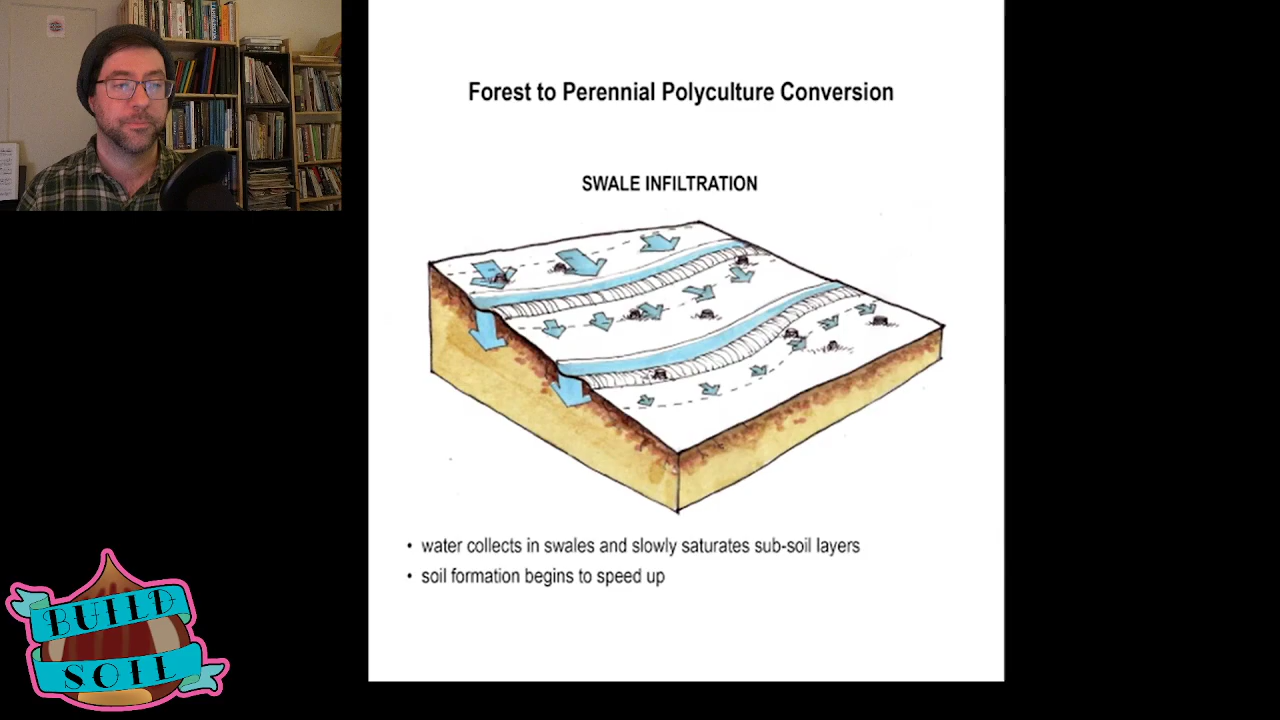 Forest to Perennial Polyculture Conversion
SWALE INFILTRATION
• water collects in swales and slowly saturates sub-soil layers
• soil formation begins to speed up
BUILD
SOIL